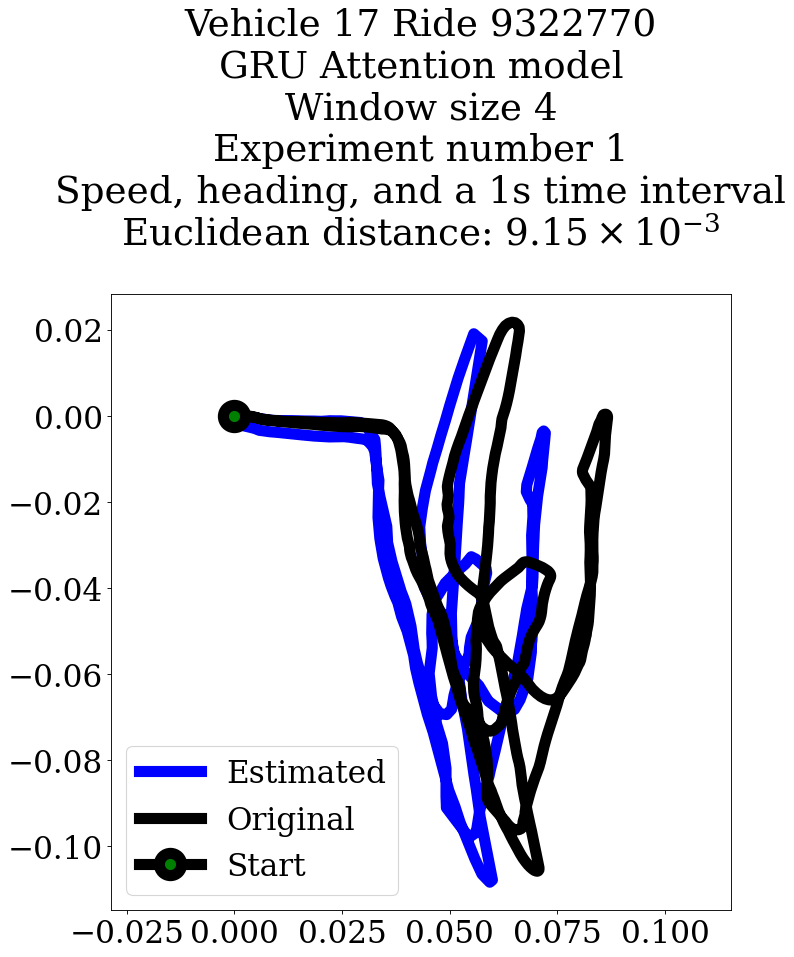 Vehicle 17 Ride 9322770
GRU Attention model
Window size 4
Experiment number 1
Speed, heading, and a 1s time interval
Euclidean distance: 9.15 × 10⁻³
0.02
0.00
−0.02
−0.04
−0.06
−0.08
−0.10
Estimated
Original
Start
−0.025 0.000 0.025 0.050 0.075 0.100